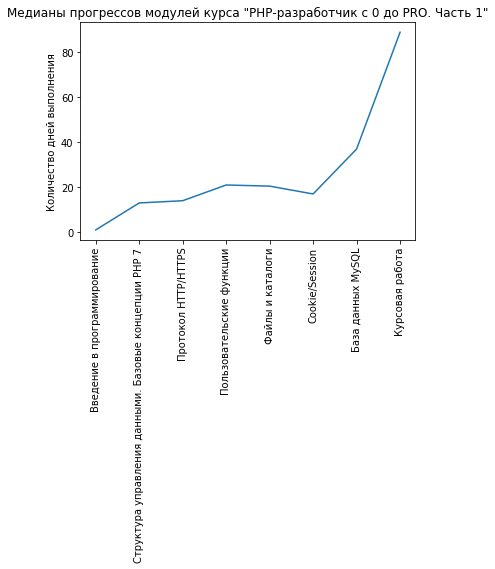 Медианы прогрессов модулей курса "PHP-разработчик с 0 до PRO. Часть 1"
Количество дней выполнения
80
60
40
20
0
Введение в программирование
Структура управления данными. Базовые концепции PHP 7
Протокол HTTP/HTTPS
Пользовательские функции
Файлы и каталоги
Cookie/Session
База данных MySQL
Курсовая работа